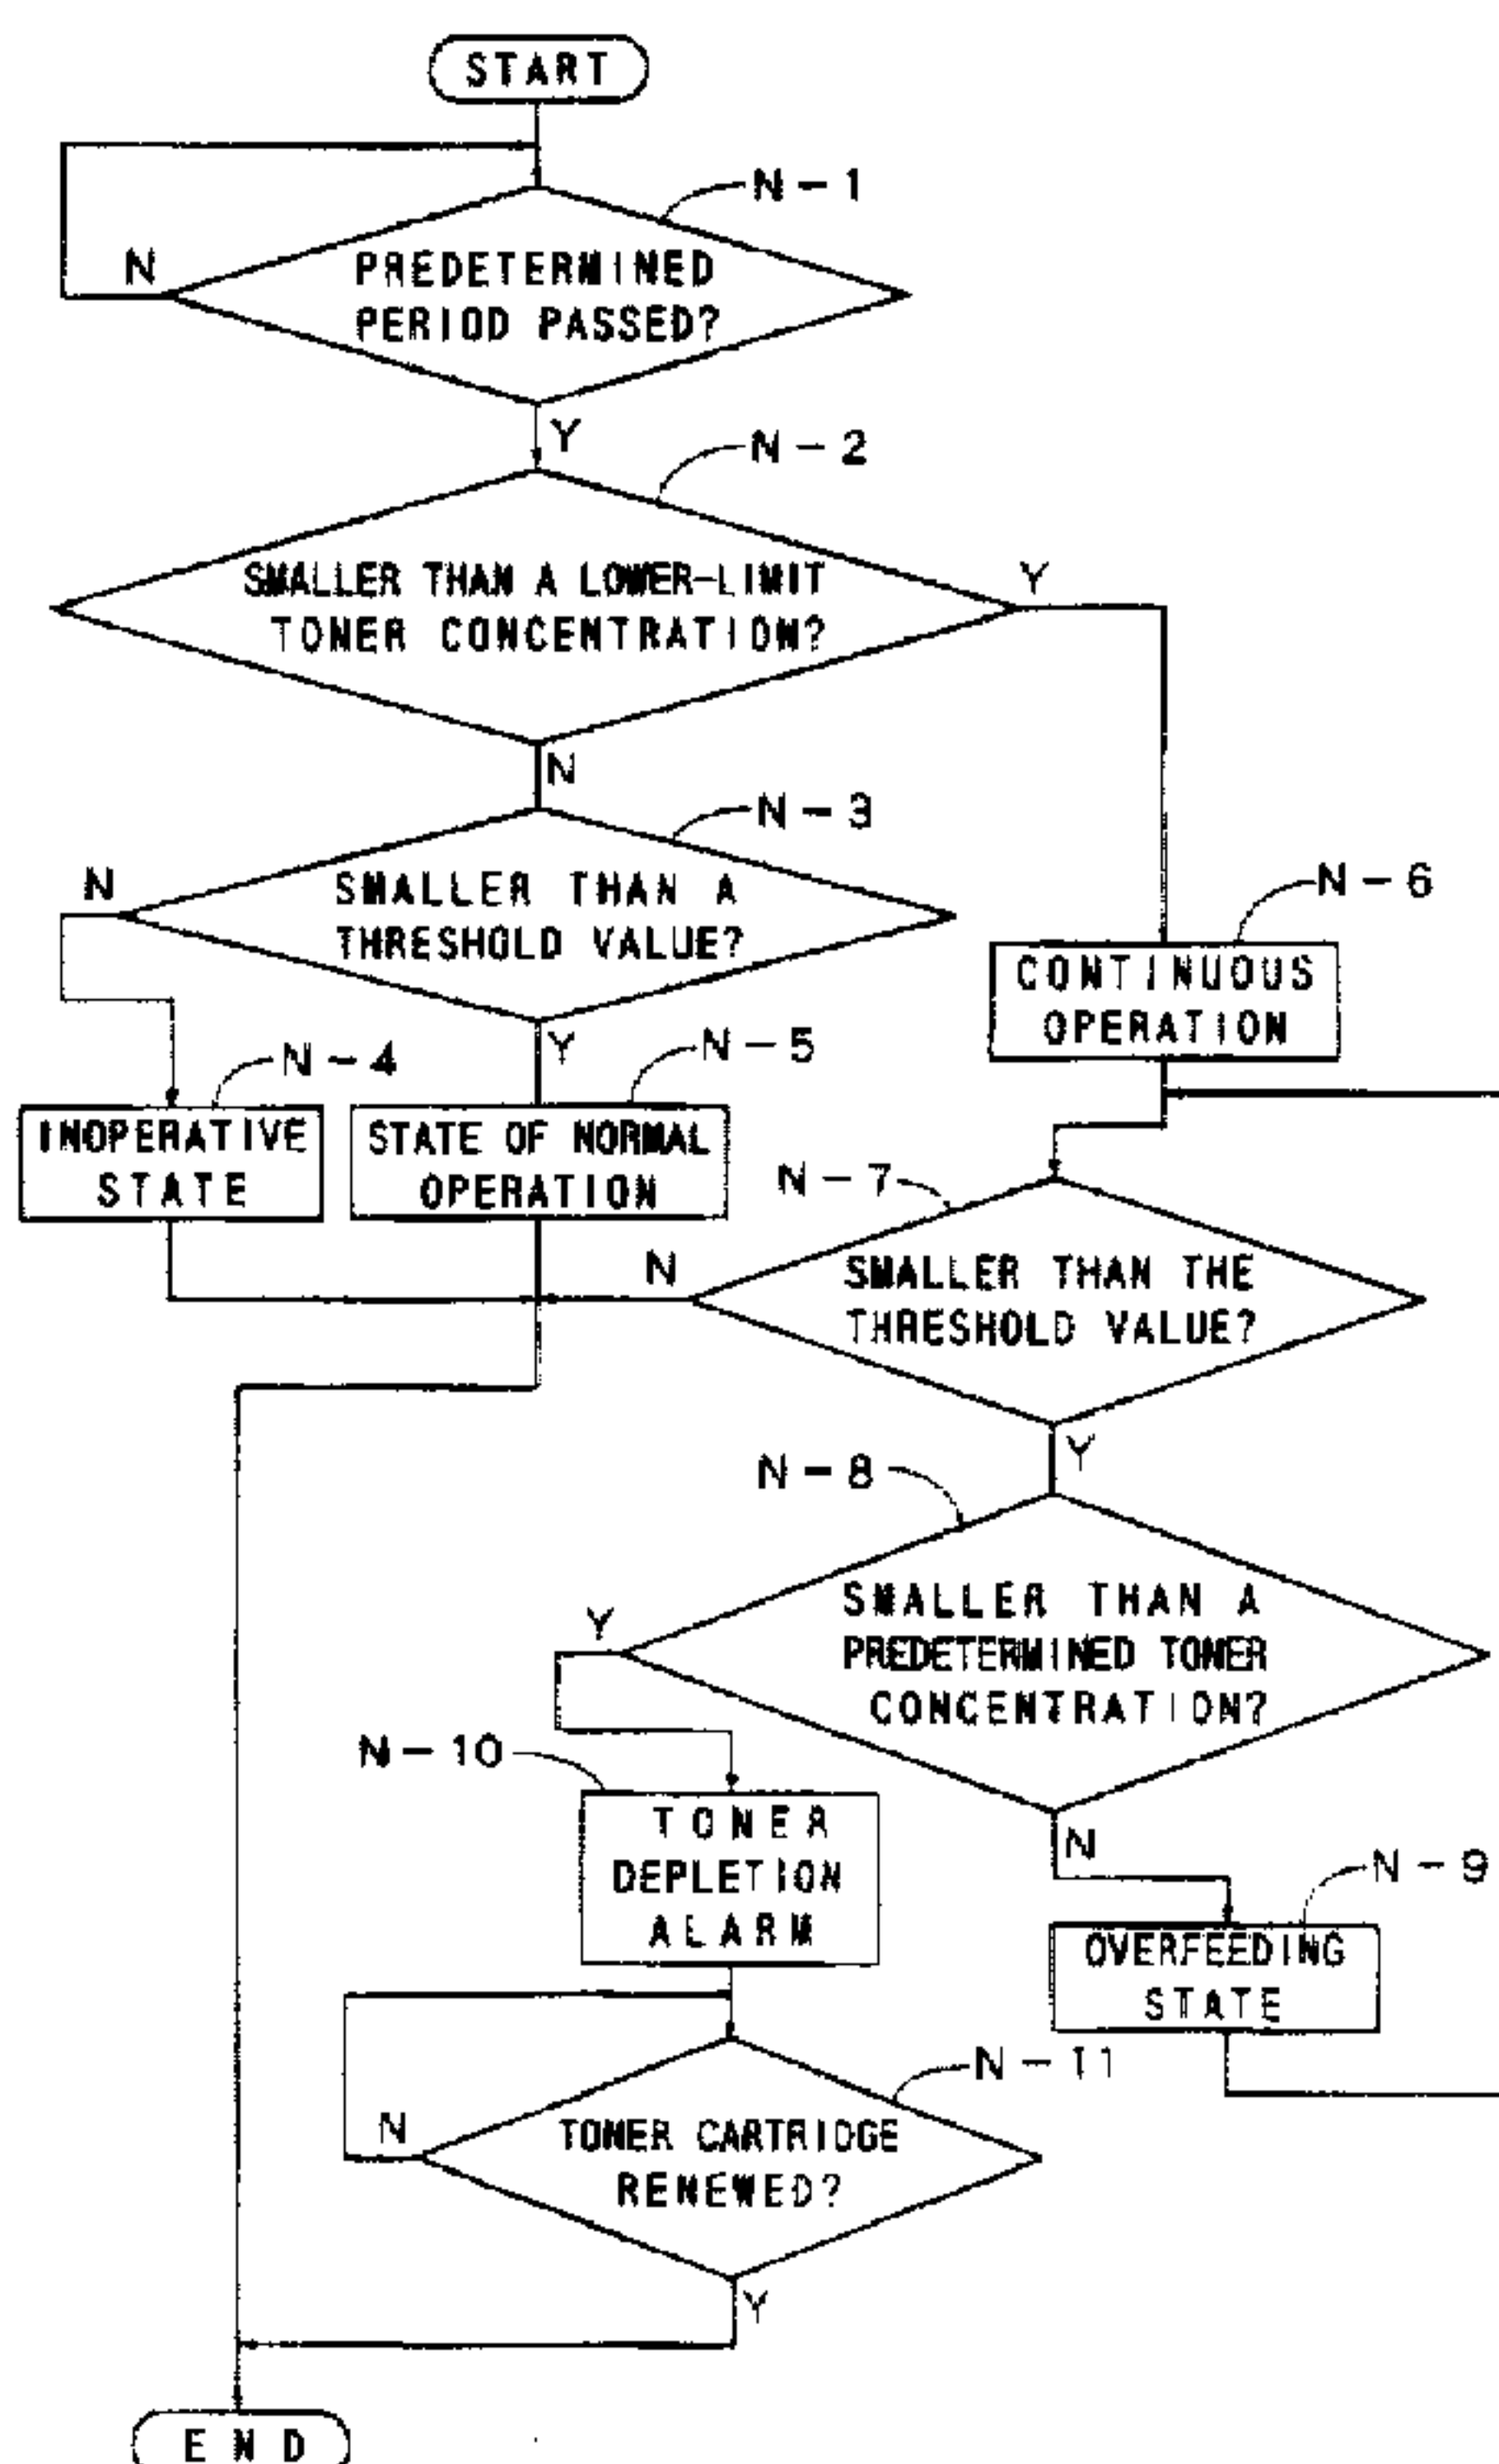 START
N-1
N
PREDETERMINED
PERIOD PASSED?
Y
N-2
SMALLER THAN A LOWER-LIMIT
TONER CONCENTRATION?
Y
N
N-3
N
SMALLER THAN A
THRESHOLD VALUE?
N-6
CONTINUOUS
OPERATION
Y
N-5
N-4
INOPERATIVE
STATE
STATE OF NORMAL
OPERATION
N-7
N
SMALLER THAN THE
THRESHOLD VALUE?
Y
N-8
Y
SMALLER THAN A
PREDETERMINED TONER
CONCENTRATION?
N-10
TONER
DEPLETION
ALARM
N
N-9
OVERFEEDING
STATE
N-11
N
TONER CARTRIDGE
RENEWED?
Y
END